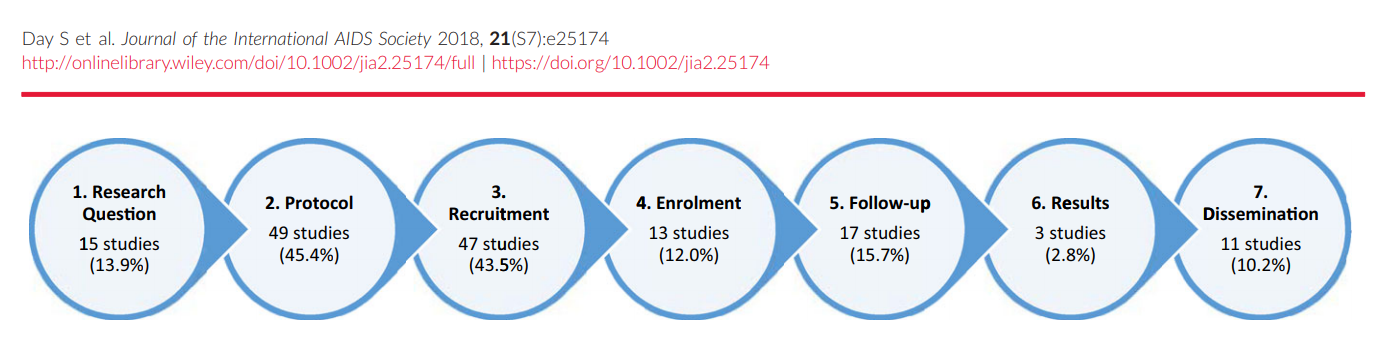 Day S et al. Journal of the International AIDS Society 2018, 21(S7):e25174
http://onlinelibrary.wiley.com/doi/10.1002/jia2.25174/full | https://doi.org/10.1002/jia2.25174
1. Research
Question
15 studies
(13.9%)
2. Protocol
49 studies
(45.4%)
3.
Recruitment
47 studies
(43.5%)
4. Enrolment
13 studies
(12.0%)
5. Follow-up
17 studies
(15.7%)
6. Results
3 studies
(2.8%)
7.
Dissemination
11 studies
(10.2%)